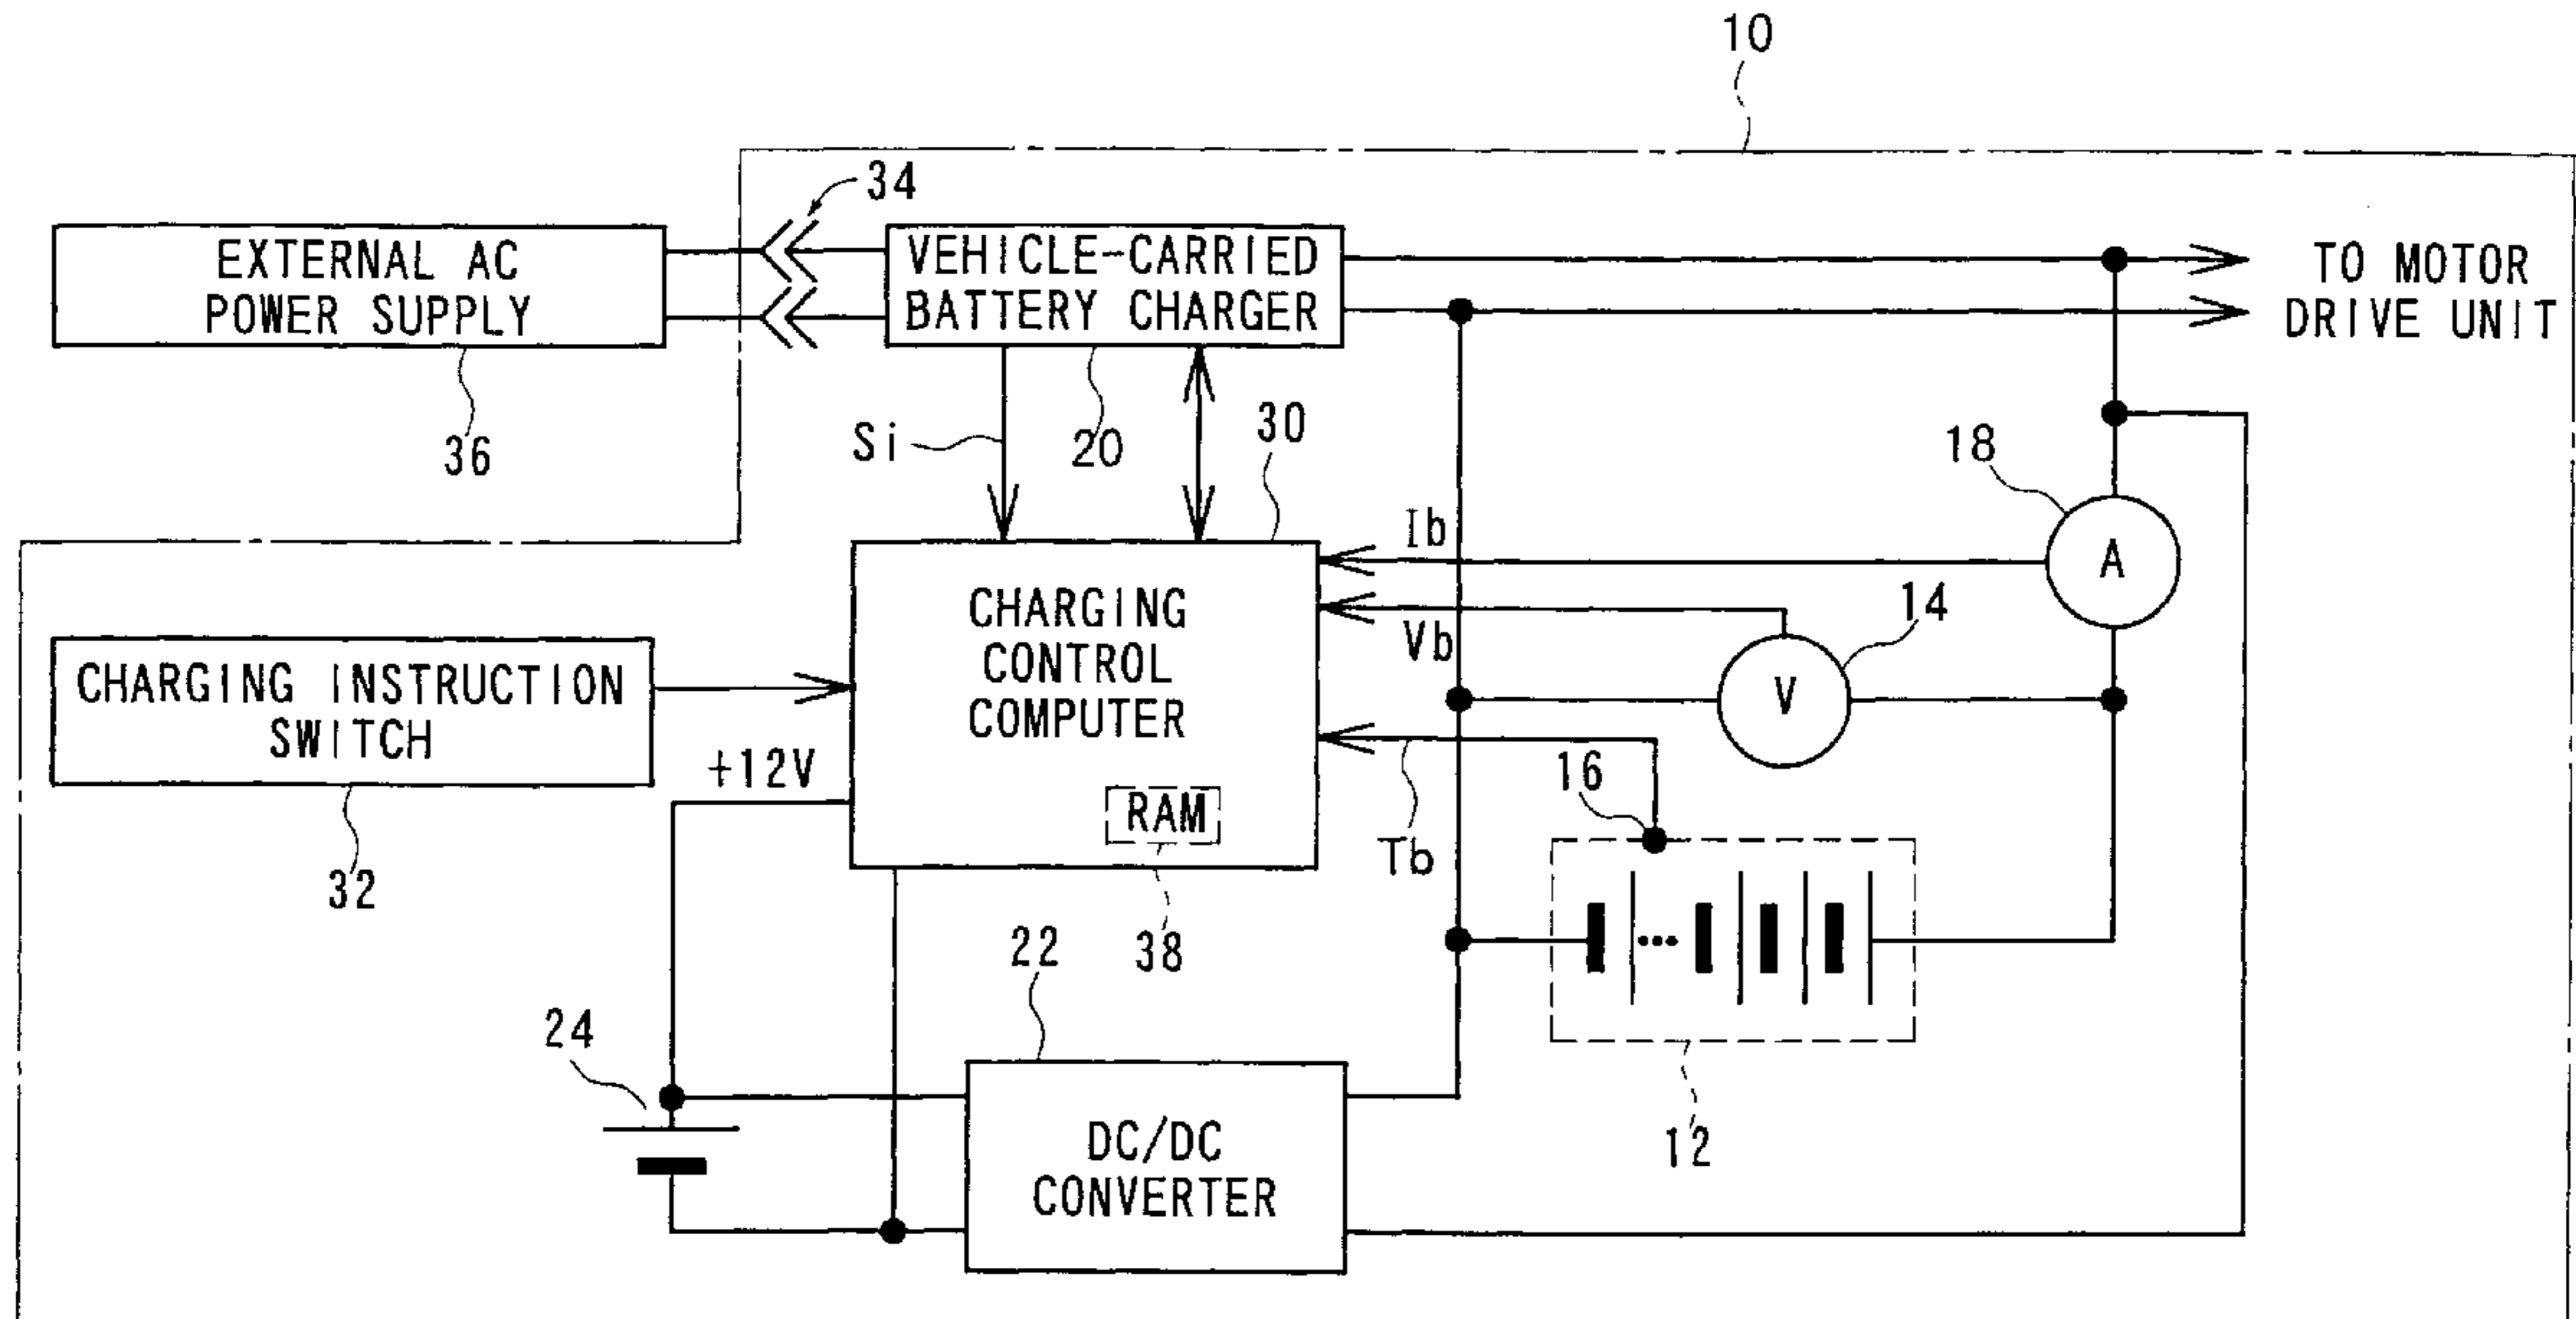 10
34
EXTERNAL AC
POWER SUPPLY
VEHICLE-CARRIED
BATTERY CHARGER
TO MOTOR
DRIVE UNIT
36
Si
20
30
18
Ib
A
CHARGING
CONTROL
COMPUTER
14
Vb
V
CHARGING INSTRUCTION
SWITCH
+12V
16
RAM
Tb
32
38
22
24
DC/DC
CONVERTER
12